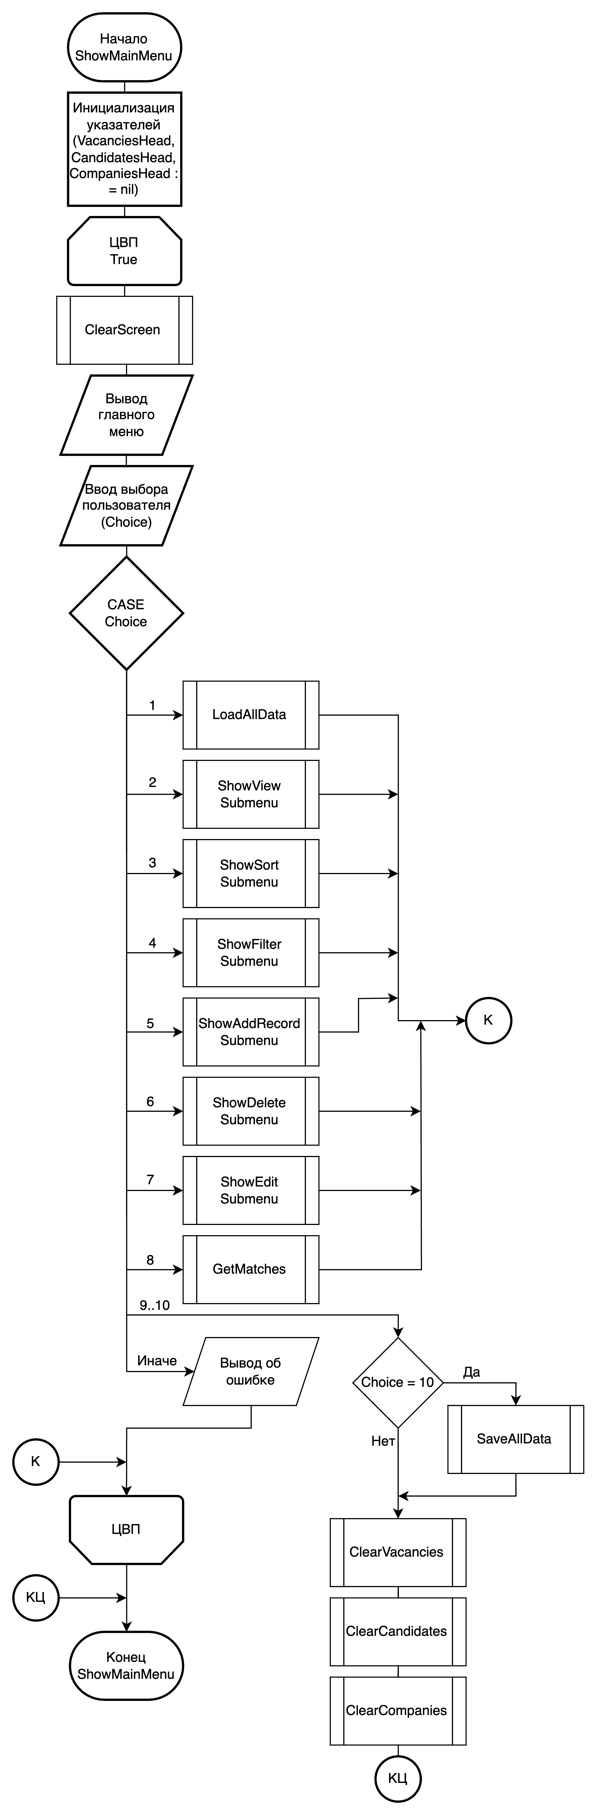 Начало
ShowMainMenu
Инициализация
указателей
(VacanciesHead,
CandidatesHead,
CompaniesHead :
= nil)
ЦВП
True
ClearScreen
Вывод
главного
меню
Ввод выбора
пользователя
(Choice)
CASE
Choice
1
LoadAllData
2
ShowView
Submenu
3
ShowSort
Submenu
4
ShowFilter
Submenu
5
ShowAddRecord
Submenu
К
6
ShowDelete
Submenu
7
ShowEdit
Submenu
8
GetMatches
9..10
Иначе
Вывод об
ошибке
Choice = 10
Да
Нет
SaveAllData
К
ЦВП
ClearVacancies
КЦ
ClearCandidates
Конец
ShowMainMenu
ClearCompanies
КЦ